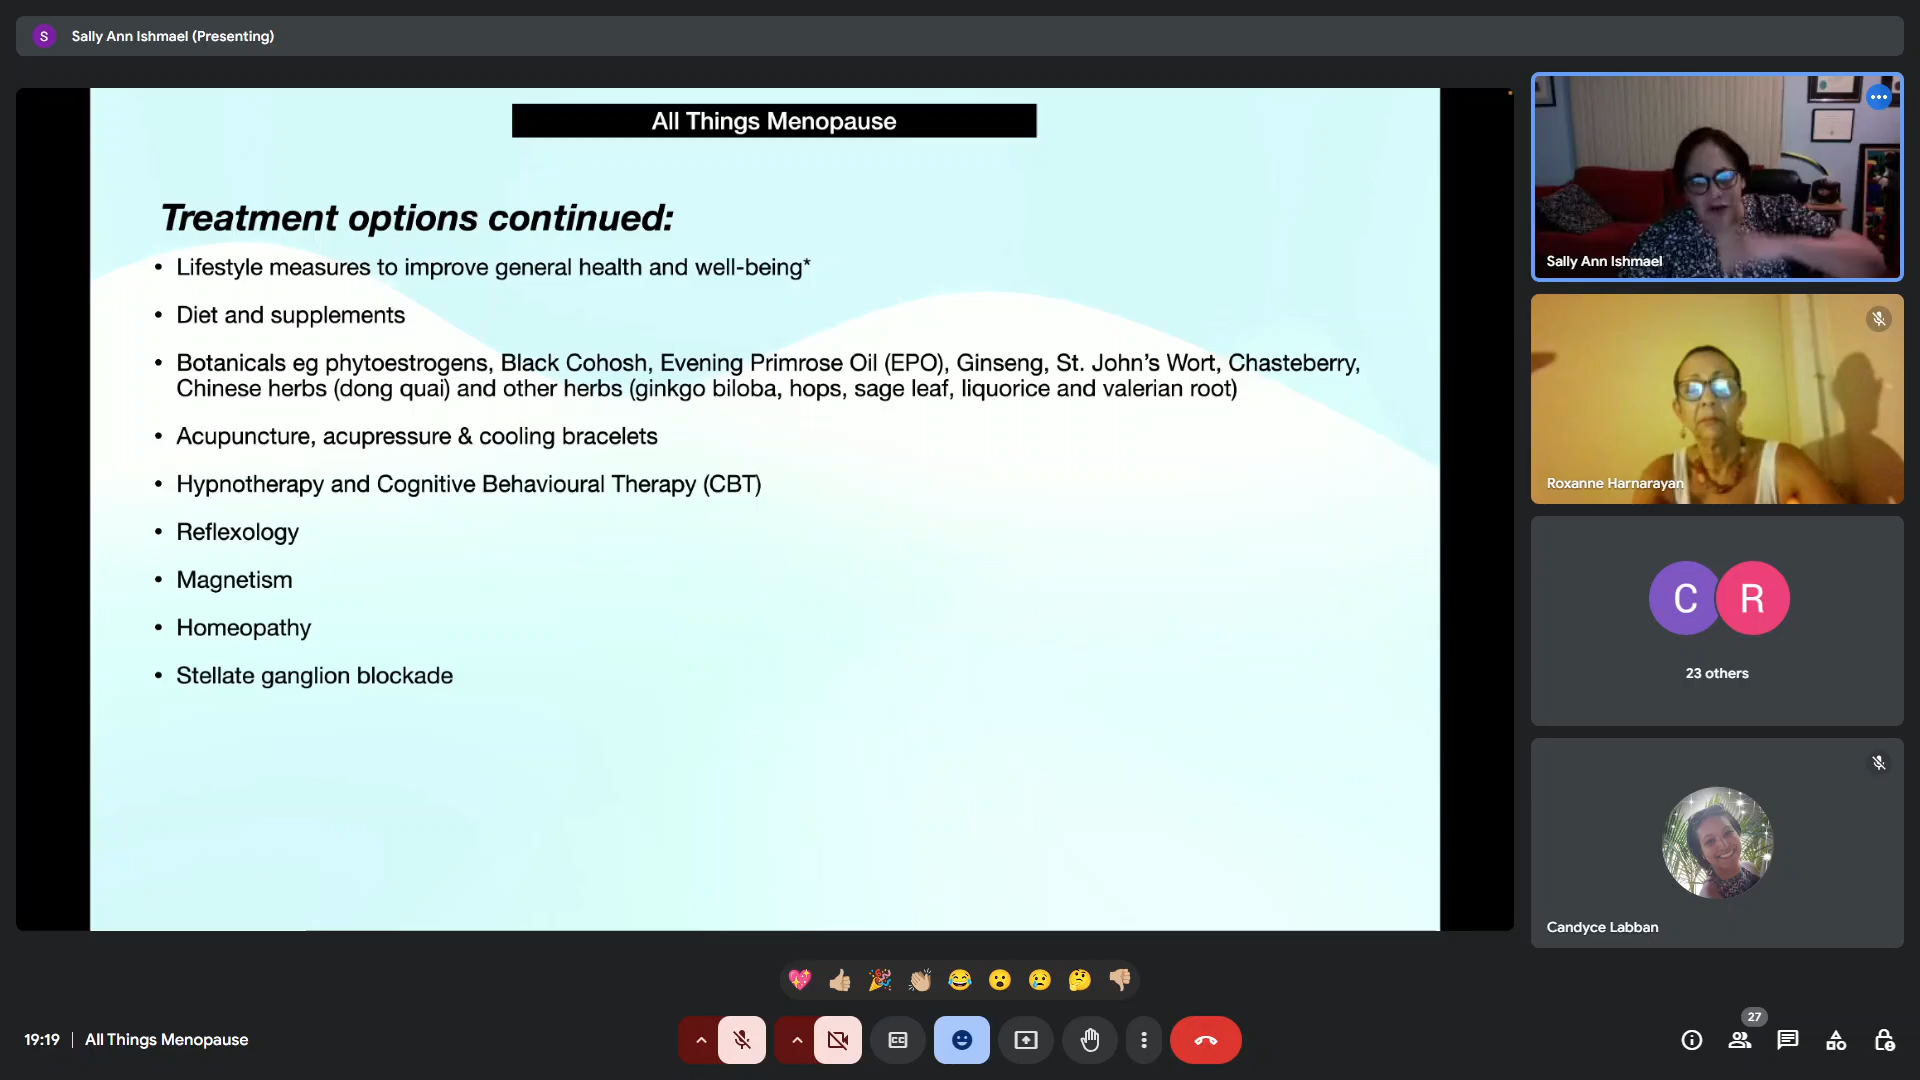 S Sally Ann Ishmael (Presenting)
All Things Menopause
Treatment options continued:
• Lifestyle measures to improve general health and well-being*
• Diet and supplements
• Botanicals eg phytoestrogens, Black Cohosh, Evening Primrose Oil (EPO), Ginseng, St. John's Wort, Chasteberry,
Chinese herbs (dong quai) and other herbs (ginkgo biloba, hops, sage leaf, liquorice and valerian root)
• Acupuncture, acupressure & cooling bracelets
• Hypnotherapy and Cognitive Behavioural Therapy (CBT)
• Reflexology
• Magnetism
• Homeopathy
• Stellate ganglion blockade
Sally Ann Ishmael
Roxanne Harnarayan
C R
23 others
Candyce Labban
19:19 | All Things Menopause
CC
27